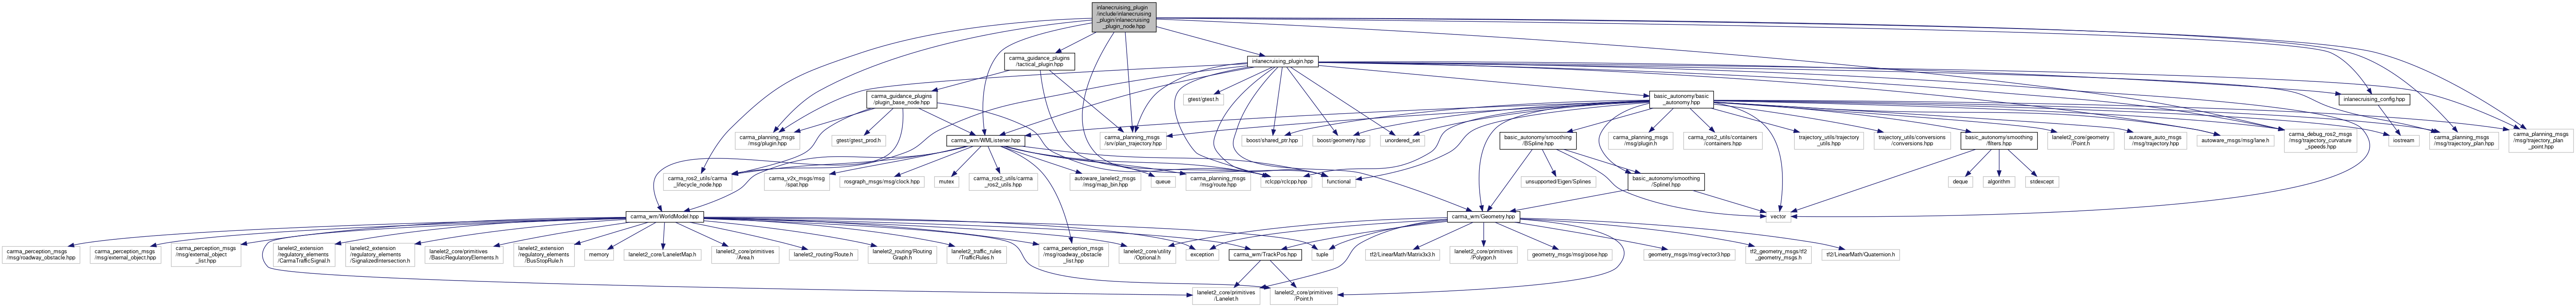 inlanecruising_plugin
/include/inlanecruising
_plugin/inlanecruising
_plugin_node.hpp
carma_guidance_plugins
/tactical_plugin.hpp
inlanecruising_plugin.hpp
carma_guidance_plugins
/plugin_base_node.hpp
gtest/gtest.h
basic_autonomy/basic
_autonomy.hpp
inlanecruising_config.hpp
carma_planning_msgs
/msg/plugin.hpp
gtest/gtest_prod.h
carma_wm/WMListener.hpp
carma_planning_msgs
/srv/plan_trajectory.hpp
boost/shared_ptr.hpp
boost/geometry.hpp
unordered_set
basic_autonomy/smoothing
/BSpline.hpp
carma_planning_msgs
/msg/plugin.h
carma_ros2_utils/containers
/containers.hpp
trajectory_utils/trajectory
_utils.hpp
trajectory_utils/conversions
/conversions.hpp
basic_autonomy/smoothing
/filters.hpp
lanelet2_core/geometry
/Point.h
autoware_auto_msgs
/msg/trajectory.hpp
autoware_msgs/msg/lane.h
carma_debug_ros2_msgs
/msg/trajectory_curvature
_speeds.hpp
iostream
carma_planning_msgs
/msg/trajectory_plan.hpp
carma_planning_msgs
/msg/trajectory_plan
_point.hpp
carma_ros2_utils/carma
_lifecycle_node.hpp
carma_v2x_msgs/msg
/spat.hpp
rosgraph_msgs/msg/clock.hpp
mutex
carma_ros2_utils/carma
_ros2_utils.hpp
autoware_lanelet2_msgs
/msg/map_bin.hpp
queue
carma_planning_msgs
/msg/route.hpp
rclcpp/rclcpp.hpp
functional
unsupported/Eigen/Splines
basic_autonomy/smoothing
/SplineI.hpp
deque
algorithm
stdexcept
carma_wm/WorldModel.hpp
carma_wm/Geometry.hpp
vector
carma_perception_msgs
/msg/roadway_obstacle.hpp
carma_perception_msgs
/msg/external_object.hpp
carma_perception_msgs
/msg/external_object
_list.hpp
lanelet2_extension
/regulatory_elements
/CarmaTrafficSignal.h
lanelet2_extension
/regulatory_elements
/SignalizedIntersection.h
lanelet2_core/primitives
/BasicRegulatoryElements.h
lanelet2_extension
/regulatory_elements
/BusStopRule.h
memory
lanelet2_core/LaneletMap.h
lanelet2_core/primitives
/Area.h
lanelet2_routing/Route.h
lanelet2_routing/Routing
Graph.h
lanelet2_traffic_rules
/TrafficRules.h
carma_perception_msgs
/msg/roadway_obstacle
_list.hpp
lanelet2_core/utility
/Optional.h
exception
carma_wm/TrackPos.hpp
tuple
tf2/LinearMath/Matrix3x3.h
lanelet2_core/primitives
/Polygon.h
geometry_msgs/msg/pose.hpp
geometry_msgs/msg/vector3.hpp
tf2_geometry_msgs/tf2
_geometry_msgs.h
tf2/LinearMath/Quaternion.h
lanelet2_core/primitives
/Lanelet.h
lanelet2_core/primitives
/Point.h